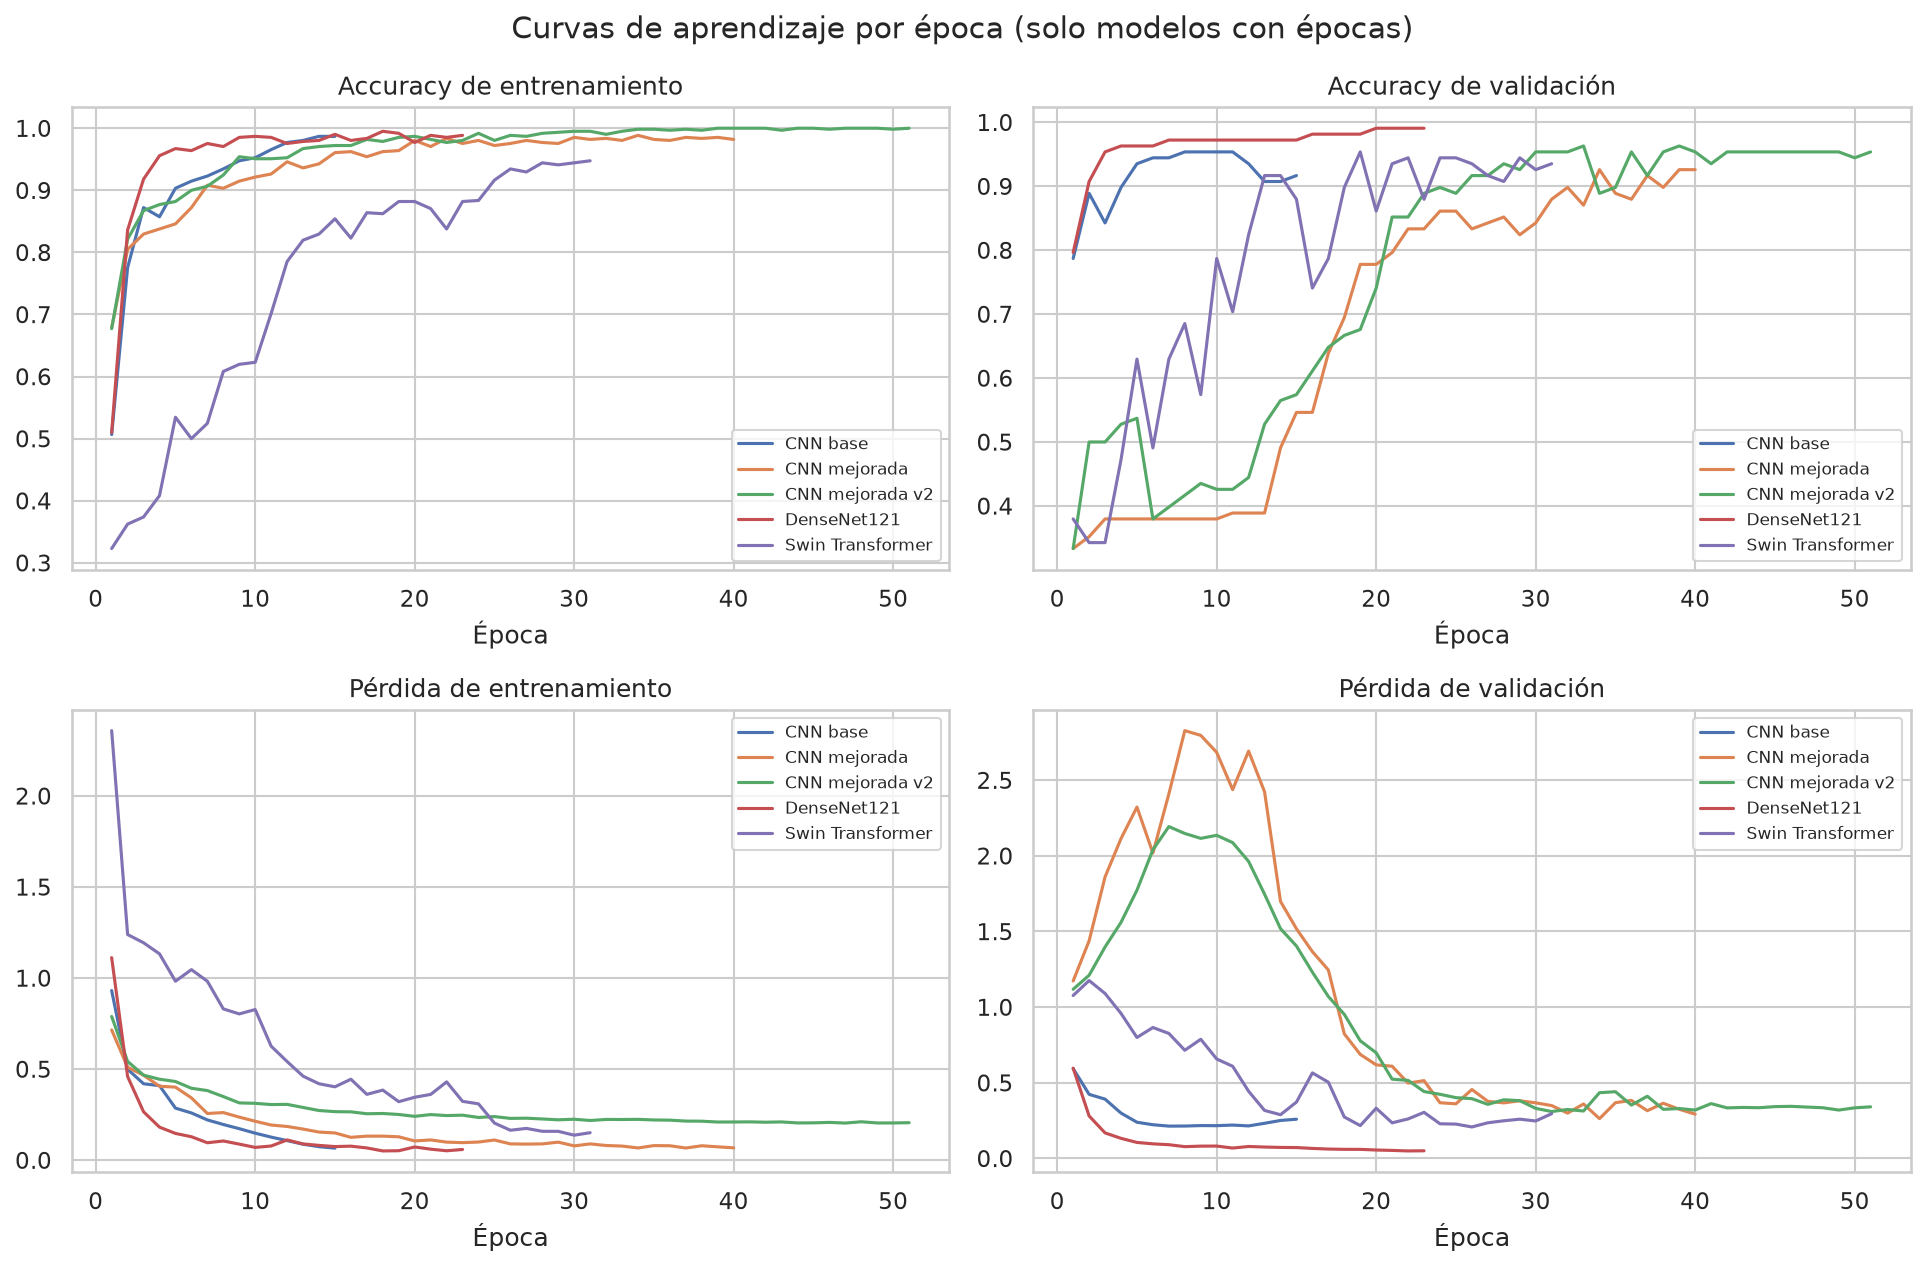 Curvas de aprendizaje por época (solo modelos con épocas)
Accuracy de entrenamiento
1.0
0.9
0.8
0.7
0.6
0.5
0.4
0.3
0 10 20 30 40 50
Época
CNN base
CNN mejorada
CNN mejorada v2
DenseNet121
Swin Transformer
Accuracy de validación
1.0
0.9
0.8
0.7
0.6
0.5
0.4
0 10 20 30 40 50
Época
CNN base
CNN mejorada
CNN mejorada v2
DenseNet121
Swin Transformer
Pérdida de entrenamiento
2.0
1.5
1.0
0.5
0.0
0 10 20 30 40 50
Época
CNN base
CNN mejorada
CNN mejorada v2
DenseNet121
Swin Transformer
Pérdida de validación
2.5
2.0
1.5
1.0
0.5
0.0
0 10 20 30 40 50
Época
CNN base
CNN mejorada
CNN mejorada v2
DenseNet121
Swin Transformer